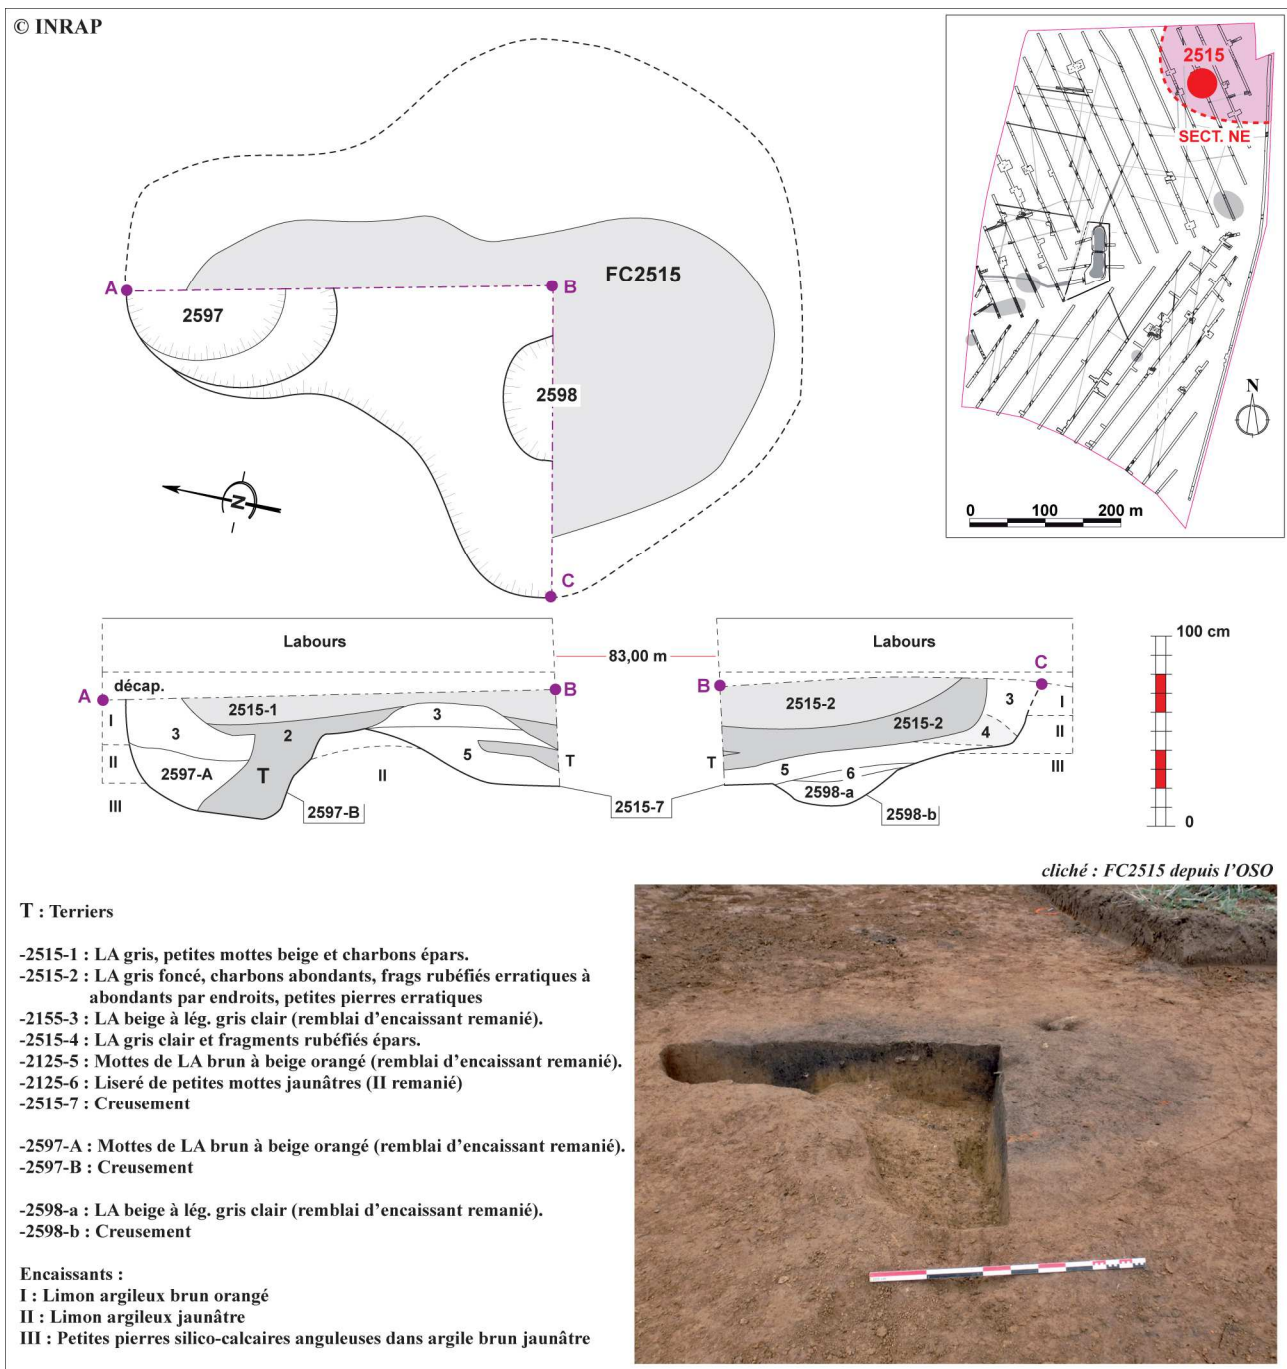 © INRAP
2515
SECT. NE
N
0 100 200 m
A
B
FC2515
2597
2598
N
C
Labours
83,00 m
Labours
100 cm
0
A
décap.
B
B
C
I
II
III
2515-1
2
3
3
2597-A
T
II
5
T
2597-B
2515-7
2515-2
2515-2
3
4
I
II
III
T
5
6
2598-a
2598-b
cliché : FC2515 depuis l’OSO
T : Terriers
-2515-1 : LA gris, petites mottes beige et charbons épars.
-2515-2 : LA gris foncé, charbons abondants, frags rubéfiés erratiques à
abondants par endroits, petites pierres erratiques
-2155-3 : LA beige à lég. gris clair (remblai d’encaissant remanié).
-2515-4 : LA gris clair et fragments rubéfiés épars.
-2125-5 : Mottes de LA brun à beige orangé (remblai d’encaissant remanié).
-2125-6 : Liseré de petites mottes jaunâtres (II remanié)
-2515-7 : Creusement
-2597-A : Mottes de LA brun à beige orangé (remblai d’encaissant remanié).
-2597-B : Creusement
-2598-a : LA beige à lég. gris clair (remblai d’encaissant remanié).
-2598-b : Creusement
Encaissants :
I : Limon argileux brun orangé
II : Limon argileux jaunâtre
III : Petites pierres silico-calcaires anguleuses dans argile brun jaunâtre